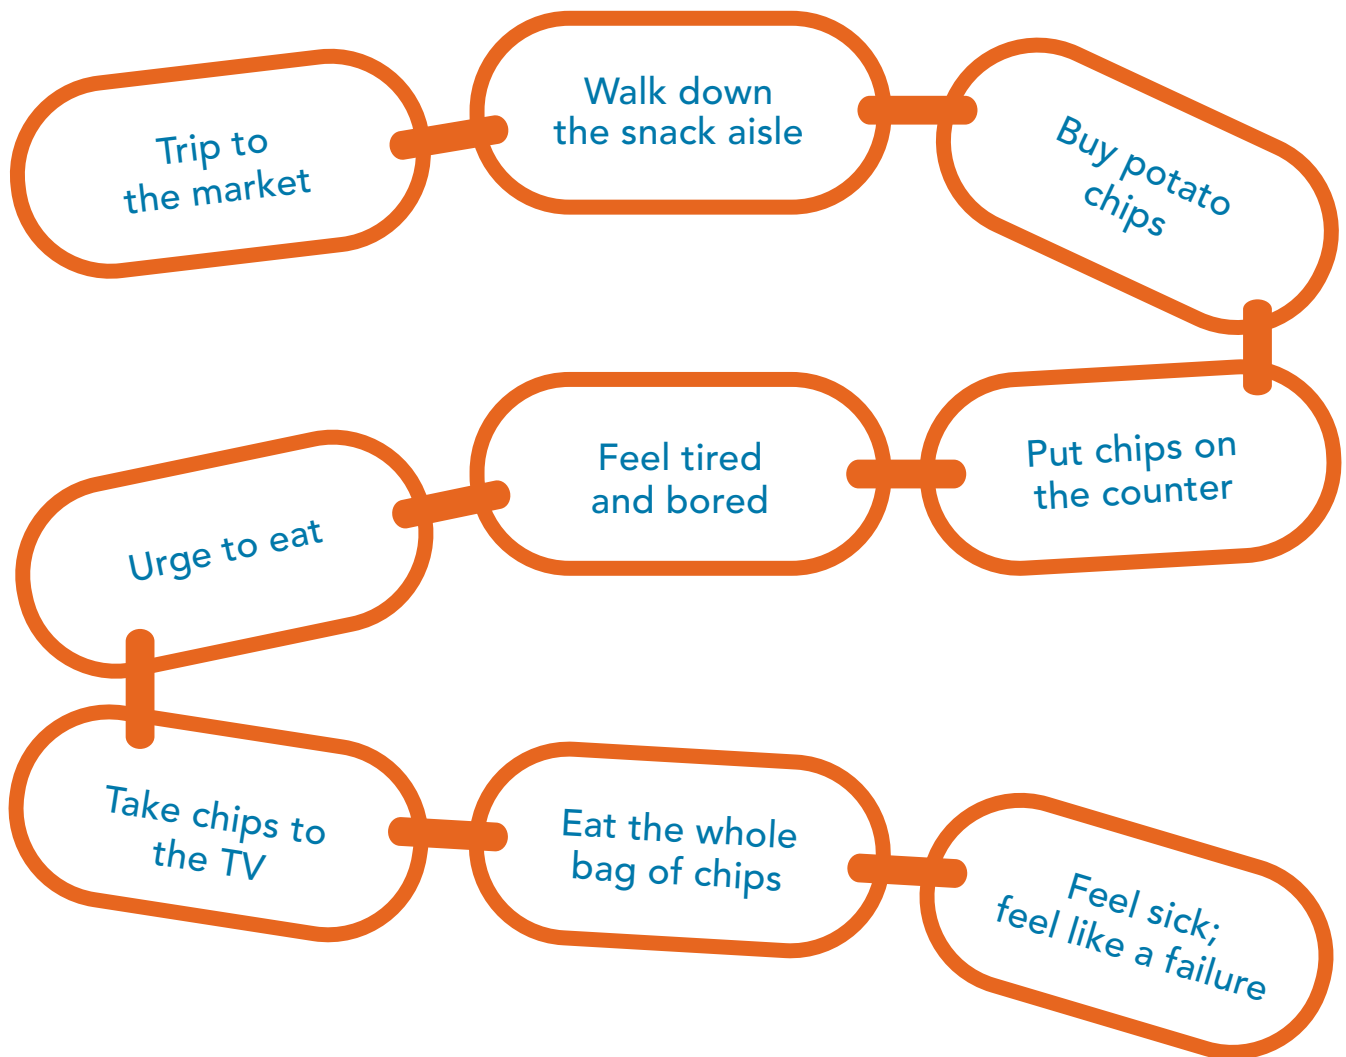 Trip to
the market
Walk down
the snack aisle
Buy potato
chips
Put chips on
the counter
Feel tired
and bored
Urge to eat
Take chips to
the TV
Eat the whole
bag of chips
Feel sick;
feel like a failure